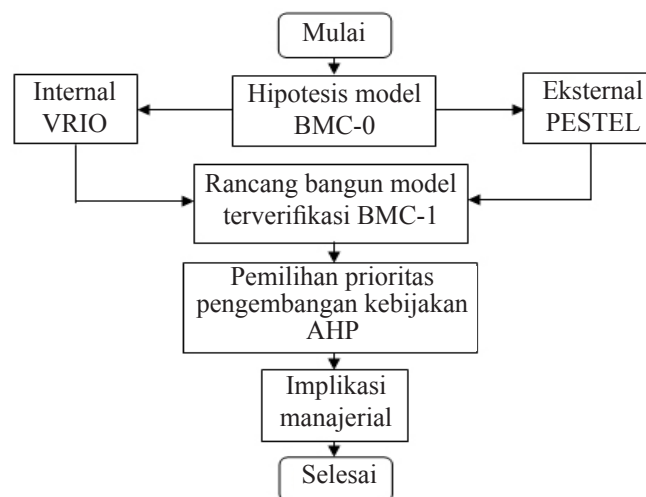 Mulai
Internal
VRIO
Hipotesis model
BMC-0
Eksternal
PESTEL
Rancang bangun model
terverifikasi BMC-1
Pemilihan prioritas
pengembangan kebijakan
AHP
Implikasi
manajerial
Selesai